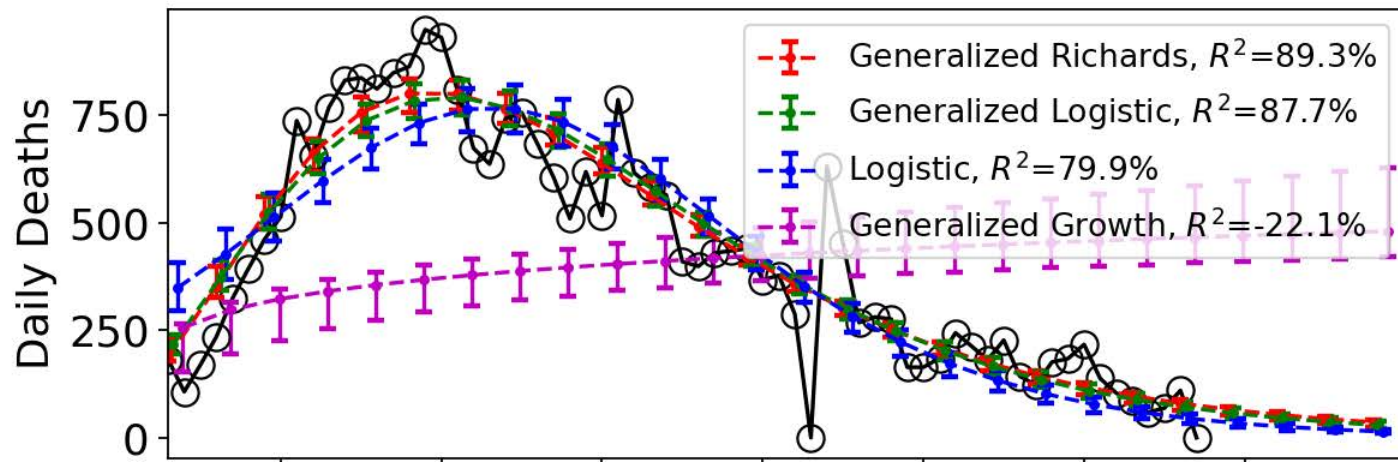 Daily Deaths
750
500
250
0
Generalized Richards, R²=89.3%
Generalized Logistic, R²=87.7%
Logistic, R²=79.9%
Generalized Growth, R²=-22.1%